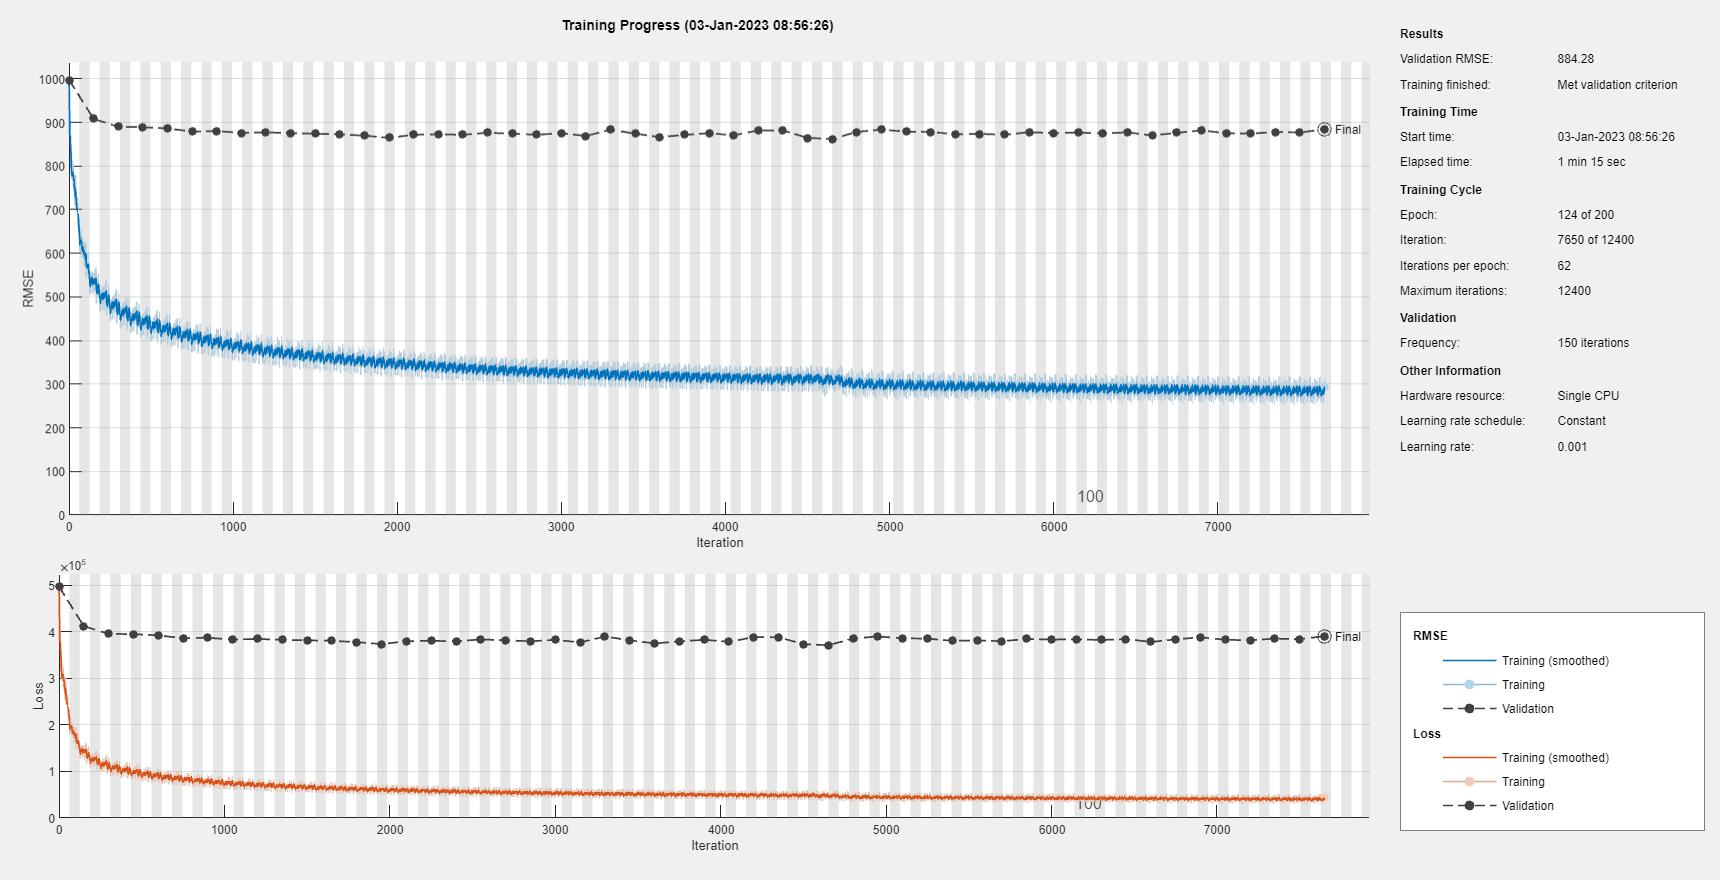 Training Progress (03-Jan-2023 08:56:26)
1000
900
800
700
600
500
400
300
200
100
0
RMSE
Final
100
0 1000 2000 3000 4000 5000 6000 7000
Iteration
×10⁵
5
4
3
2
1
0
Loss
Final
100
0 1000 2000 3000 4000 5000 6000 7000
Iteration
Results
Validation RMSE: 884.28
Training finished: Met validation criterion
Training Time
Start time: 03-Jan-2023 08:56:26
Elapsed time: 1 min 15 sec
Training Cycle
Epoch: 124 of 200
Iteration: 7650 of 12400
Iterations per epoch: 62
Maximum iterations: 12400
Validation
Frequency: 150 iterations
Other Information
Hardware resource: Single CPU
Learning rate schedule: Constant
Learning rate: 0.001
RMSE
Training (smoothed)
Training
Validation
Loss
Training (smoothed)
Training
Validation